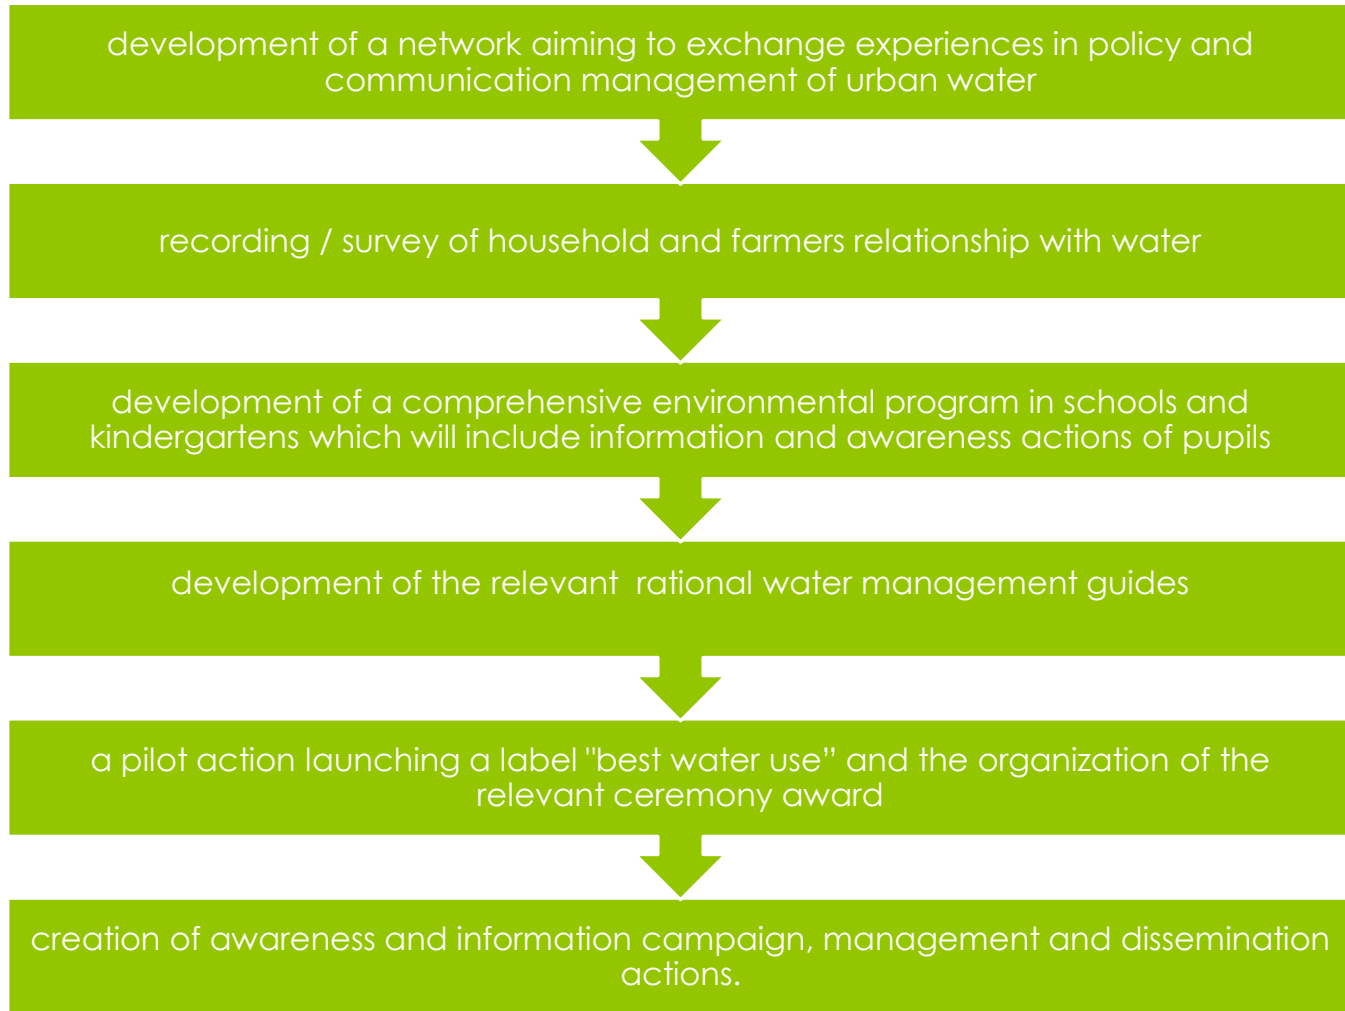 development of a network aiming to exchange experiences in policy and
communication management of urban water
recording / survey of household and farmers relationship with water
development of a comprehensive environmental program in schools and
kindergartens which will include information and awareness actions of pupils
development of the relevant  rational water management guides
a pilot action launching a label "best water use” and the organization of the
relevant ceremony award
creation of awareness and information campaign, management and dissemination
actions.